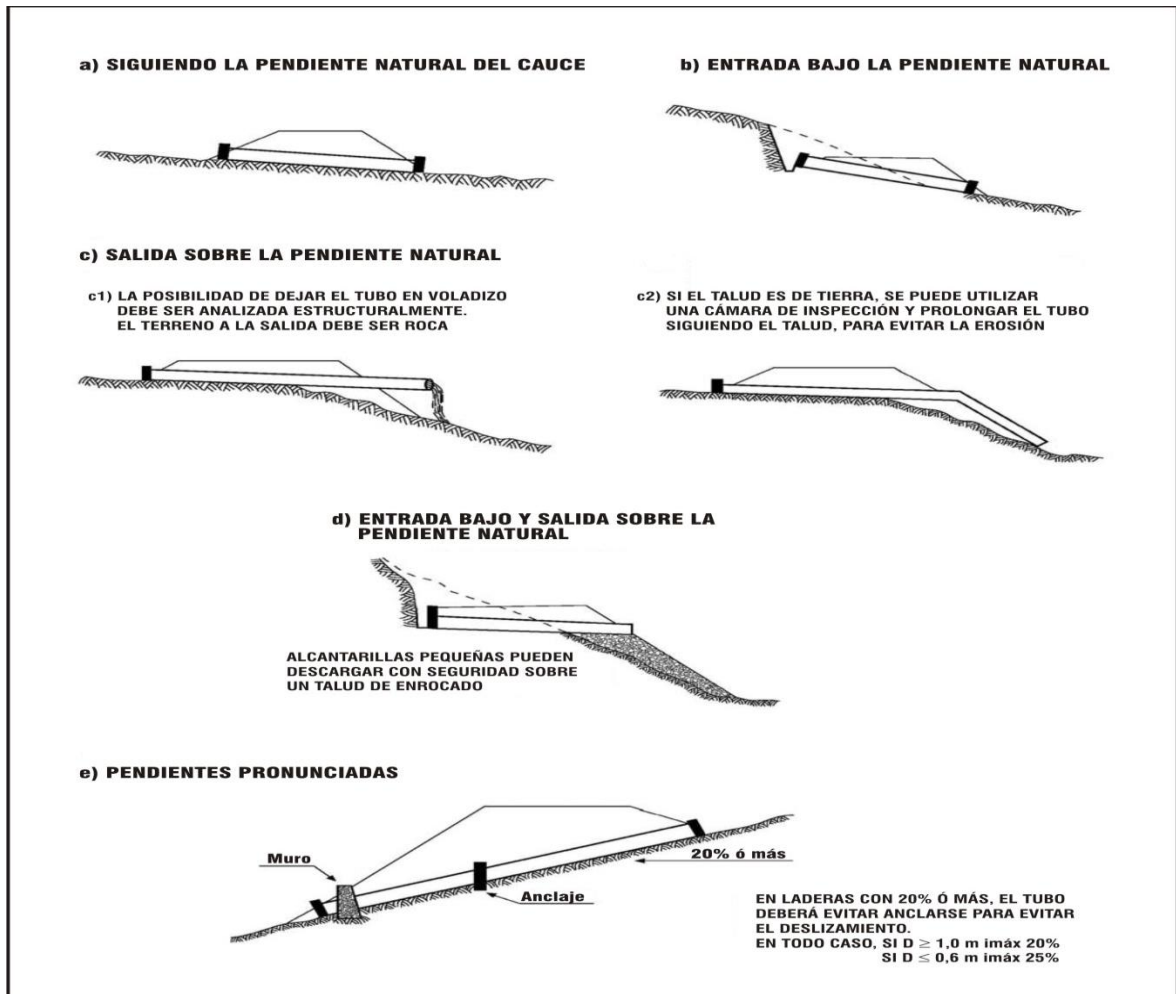 a) SIGUIENDO LA PENDIENTE NATURAL DEL CAUCE
b) ENTRADA BAJO LA PENDIENTE NATURAL
c) SALIDA SOBRE LA PENDIENTE NATURAL
c1) LA POSIBILIDAD DE DEJAR EL TUBO EN VOLADIZO
DEBE SER ANALIZADA ESTRUCTURALMENTE.
EL TERRENO A LA SALIDA DEBE SER ROCA
c2) SI EL TALUD ES DE TIERRA, SE PUEDE UTILIZAR
UNA CÁMARA DE INSPECCIÓN Y PROLONGAR EL TUBO
SIGUIENDO EL TALUD, PARA EVITAR LA EROSIÓN
d) ENTRADA BAJO Y SALIDA SOBRE LA
PENDIENTE NATURAL
ALCANTARILLAS PEQUEÑAS PUEDEN
DESCARGAR CON SEGURIDAD SOBRE
UN TALUD DE ENROCADO
e) PENDIENTES PRONUNCIADAS
Muro
20% ó más
Anclaje
EN LADERAS CON 20% Ó MÁS, EL TUBO
DEBERÁ EVITAR ANCLARSE PARA EVITAR
EL DESLIZAMIENTO.
EN TODO CASO, SI D ≥ 1,0 m imáx 20%
SI D ≤ 0,6 m imáx 25%